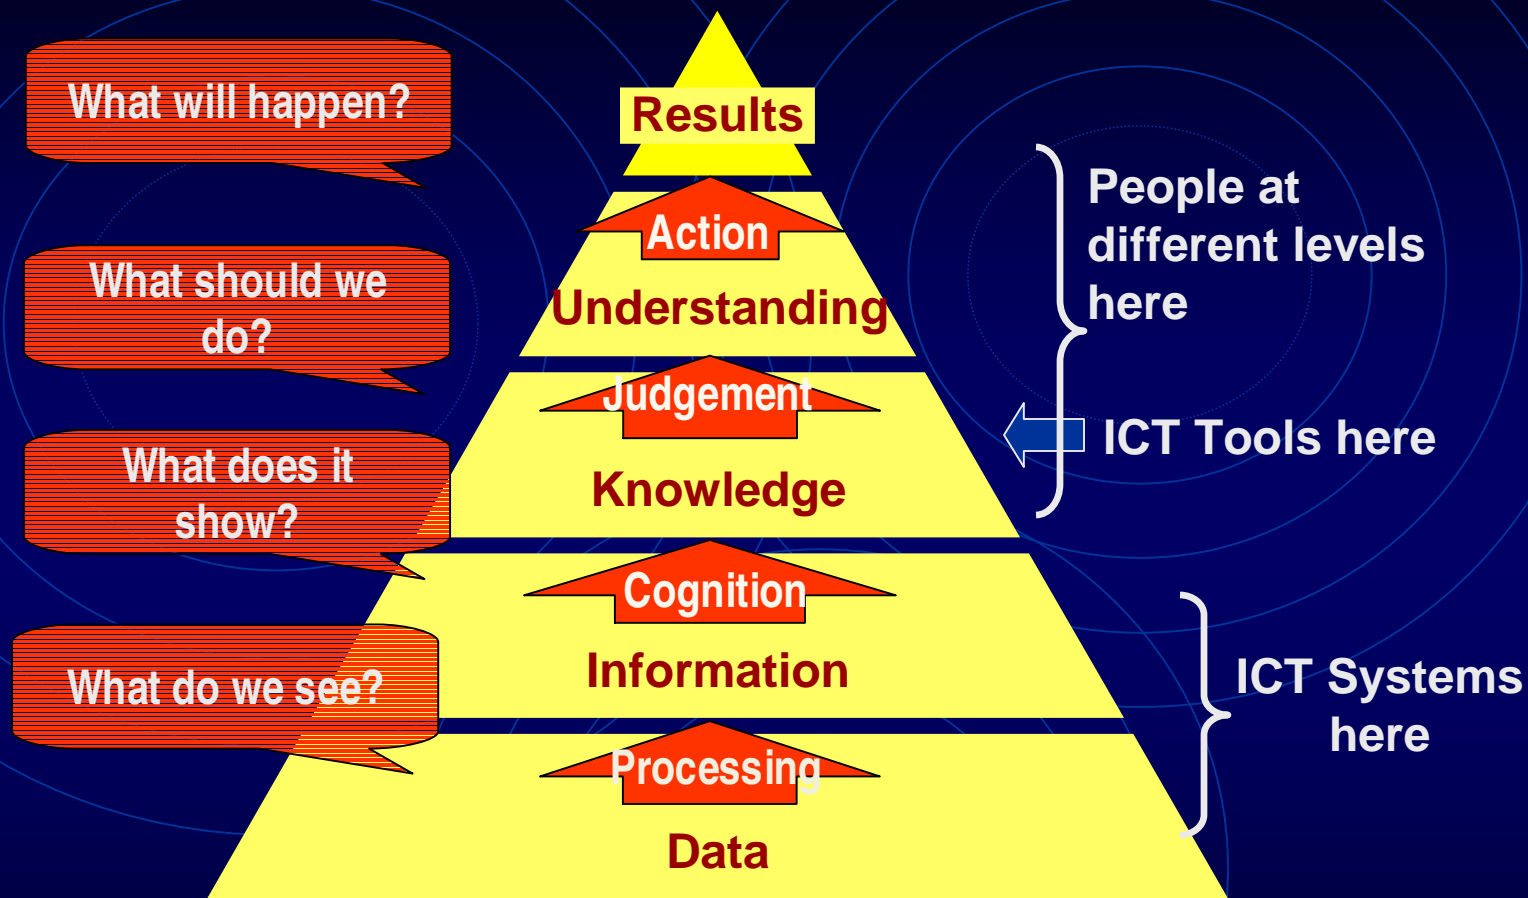 What will happen?
Results
People at
different levels
here
Action
What should we
do?
Understanding
Judgement
ICT Tools here
What does it
show?
Knowledge
Cognition
What do we see?
Information
ICT Systems
here
Processing
Data